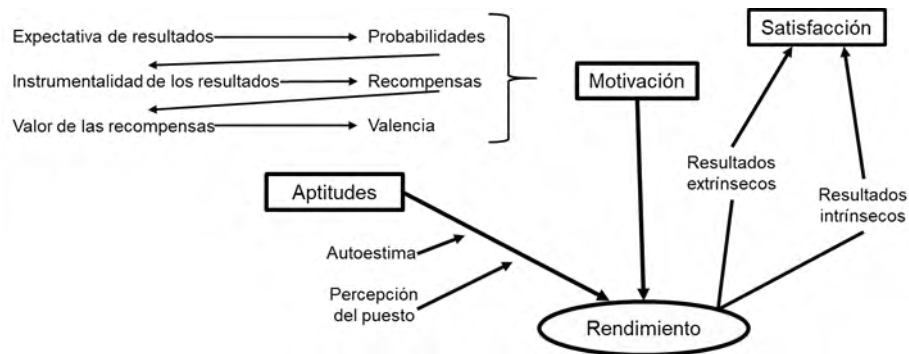 Expectativa de resultados
Probabilidades
Instrumentalidad de los resultados
Recompensas
Valor de las recompensas
Valencia
Motivación
Satisfacción
Resultados
extrínsecos
Resultados
intrínsecos
Aptitudes
Autoestima
Percepción
del puesto
Rendimiento